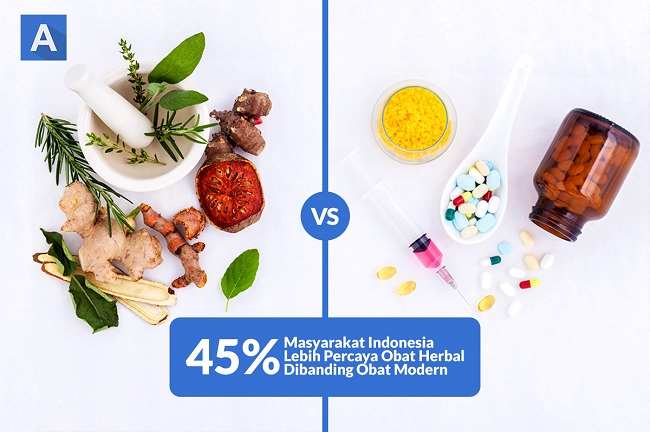 A
VS
45%
Masyarakat Indonesia
Lebih Percaya Obat Herbal
Dibanding Obat Modern